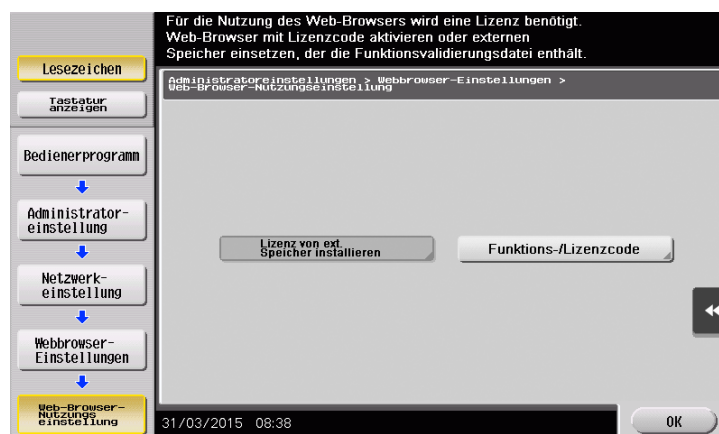 Für die Nutzung des Web-Browsers wird eine Lizenz benötigt.
Web-Browser mit Lizenzcode aktivieren oder externen
Speicher einsetzen, der die Funktionsvalidierungsdatei enthält.
Lesezeichen
Tastatur
anzeigen
Bedienerprogramm
Administrator-
einstellung
Netzwerk-
einstellung
Webbrowser-
Einstellungen
Web-Browser-
Nutzungs
einstellung
Administratoreinstellungen > Webbrowser-Einstellungen >
Web-Browser-Nutzungseinstellung
Lizenz von ext.
Speicher installieren
Funktions-/Lizenzcode
31/03/2015 08:38
OK